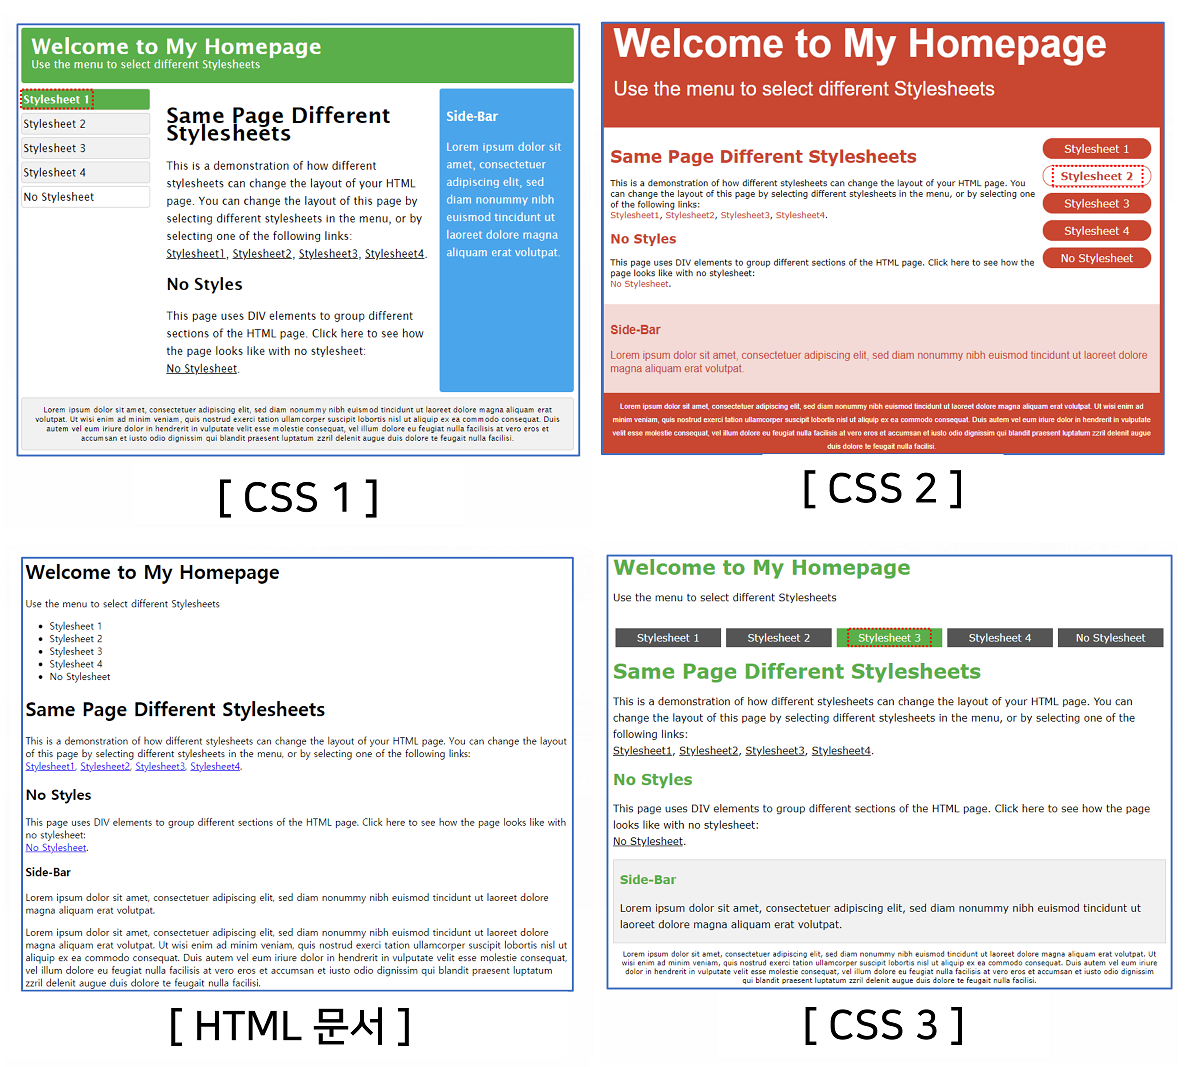 Welcome to My Homepage
Use the menu to select different Stylesheets
Stylesheet 1
Stylesheet 2
Stylesheet 3
Stylesheet 4
No Stylesheet
Same Page Different
Stylesheets
This is a demonstration of how different
stylesheets can change the layout of your HTML
page. You can change the layout of this page by
selecting different stylesheets in the menu, or by
selecting one of the following links:
Stylesheet1, Stylesheet2, Stylesheet3, Stylesheet4.
No Styles
This page uses DIV elements to group different
sections of the HTML page. Click here to see how
the page looks like with no stylesheet:
No Stylesheet.
Side-Bar
Lorem ipsum dolor sit
amet, consectetuer
adipiscing elit, sed
diam nonummy nibh
euismod tincidunt ut
laoreet dolore magna
aliquam erat volutpat.
Lorem ipsum dolor sit amet, consectetuer adipiscing elit, sed diam nonummy nibh euismod tincidunt ut laoreet dolore magna aliquam erat
volutpat. Ut wisi enim ad minim veniam, quis nostrud exerci tation ullamcorper suscipit lobortis nisl ut aliquip ex ea commodo consequat. Duis
autem vel eum iriure dolor in hendrerit in vulputate velit esse molestie consequat, vel illum dolore eu feugiat nulla facilisis at vero eros et
accumsan et iusto odio dignissim qui blandit praesent luptatum zzril delenit augue duis dolore te feugait nulla facilisi.
[ CSS 1 ]
Welcome to My Homepage
Use the menu to select different Stylesheets
Same Page Different Stylesheets
This is a demonstration of how different stylesheets can change the layout of your HTML page. You
can change the layout of this page by selecting different stylesheets in the menu, or by selecting one
of the following links:
Stylesheet1, Stylesheet2, Stylesheet3, Stylesheet4.
No Styles
This page uses DIV elements to group different sections of the HTML page. Click here to see how the
page looks like with no stylesheet:
No Stylesheet.
Stylesheet 1
Stylesheet 2
Stylesheet 3
Stylesheet 4
No Stylesheet
Side-Bar
Lorem ipsum dolor sit amet, consectetuer adipiscing elit, sed diam nonummy nibh euismod tincidunt ut laoreet dolore
magna aliquam erat volutpat.
Lorem ipsum dolor sit amet, consectetuer adipiscing elit, sed diam nonummy nibh euismod tincidunt ut laoreet dolore magna aliquam erat volutpat. Ut wisi enim ad
minim veniam, quis nostrud exerci tation ullamcorper suscipit lobortis nisl ut aliquip ex ea commodo consequat. Duis autem vel eum iriure dolor in hendrerit in vulputate
velit esse molestie consequat, vel illum dolore eu feugiat nulla facilisis at vero eros et accumsan et iusto odio dignissim qui blandit praesent luptatum zzril delenit augue
duis dolore te feugait nulla facilisi.
[ CSS 2 ]
Welcome to My Homepage
Use the menu to select different Stylesheets
• Stylesheet 1
• Stylesheet 2
• Stylesheet 3
• Stylesheet 4
• No Stylesheet
Same Page Different Stylesheets
This is a demonstration of how different stylesheets can change the layout of your HTML page. You can change the layout
of this page by selecting different stylesheets in the menu, or by selecting one of the following links:
Stylesheet1, Stylesheet2, Stylesheet3, Stylesheet4.
No Styles
This page uses DIV elements to group different sections of the HTML page. Click here to see how the page looks like with
no stylesheet:
No Stylesheet.
Side-Bar
Lorem ipsum dolor sit amet, consectetuer adipiscing elit, sed diam nonummy nibh euismod tincidunt ut laoreet dolore
magna aliquam erat volutpat.
Lorem ipsum dolor sit amet, consectetuer adipiscing elit, sed diam nonummy nibh euismod tincidunt ut laoreet dolore magna
aliquam erat volutpat. Ut wisi enim ad minim veniam, quis nostrud exerci tation ullamcorper suscipit lobortis nisl ut
aliquip ex ea commodo consequat. Duis autem vel eum iriure dolor in hendrerit in vulputate velit esse molestie consequat,
vel illum dolore eu feugiat nulla facilisis at vero eros et accumsan et iusto odio dignissim qui blandit praesent luptatum
zzril delenit augue duis dolore te feugait nulla facilisi.
[ HTML 문서 ]
Welcome to My Homepage
Use the menu to select different Stylesheets
Stylesheet 1
Stylesheet 2
Stylesheet 3
Stylesheet 4
No Stylesheet
Same Page Different Stylesheets
This is a demonstration of how different stylesheets can change the layout of your HTML page. You can
change the layout of this page by selecting different stylesheets in the menu, or by selecting one of the
following links:
Stylesheet1, Stylesheet2, Stylesheet3, Stylesheet4.
No Styles
This page uses DIV elements to group different sections of the HTML page. Click here to see how the page
looks like with no stylesheet:
No Stylesheet.
Side-Bar
Lorem ipsum dolor sit amet, consectetuer adipiscing elit, sed diam nonummy nibh euismod tincidunt ut
laoreet dolore magna aliquam erat volutpat.
Lorem ipsum dolor sit amet, consectetuer adipiscing elit, sed diam nonummy nibh euismod tincidunt ut laoreet dolore magna aliquam erat volutpat. Ut
wisi enim ad minim veniam, quis nostrud exerci tation ullamcorper suscipit lobortis nisl ut aliquip ex ea commodo consequat. Duis autem vel eum iriure
dolor in hendrerit in vulputate velit esse molestie consequat, vel illum dolore eu feugiat nulla facilisis at vero eros et accumsan et iusto odio dignissim
qui blandit praesent luptatum zzril delenit augue duis dolore te feugait nulla facilisi.
[ CSS 3 ]